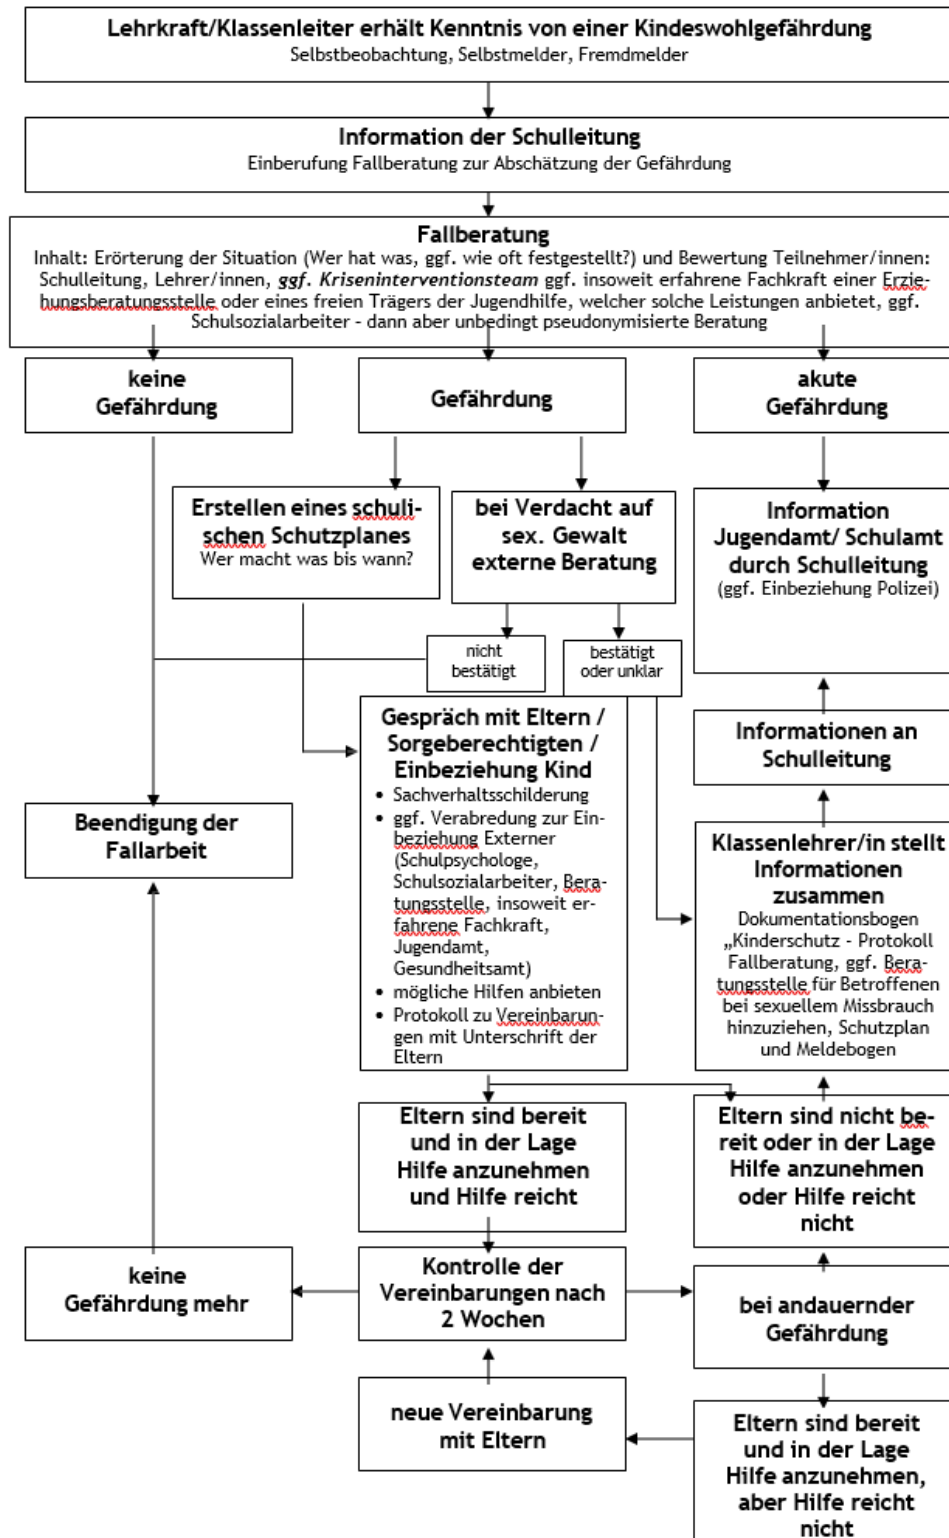 Lehrkraft/Klassenleiter erhält Kenntnis von einer Kindeswohlgefährdung
Selbstbeobachtung, Selbstmelder, Fremdmelder
Information der Schulleitung
Einberufung Fallberatung zur Abschätzung der Gefährdung
Fallberatung
Inhalt: Erörterung der Situation (Wer hat was, ggf. wie oft festgestellt?) und Bewertung Teilnehmer/innen:
Schulleitung, Lehrer/innen, ggf. Kriseninterventionsteam ggf. insoweit erfahrene Fachkraft einer Erzie-
hungsberatungsstelle oder eines freien Trägers der Jugendhilfe, welcher solche Leistungen anbietet, ggf.
Schulsozialarbeiter - dann aber unbedingt pseudonymisierte Beratung
keine
Gefährdung
Gefährdung
akute
Gefährdung
Erstellen eines schuli-
schen Schutzplanes
Wer macht was bis wann?
bei Verdacht auf
sex. Gewalt
externe Beratung
Information
Jugendamt/ Schulamt
durch Schulleitung
(ggf. Einbeziehung Polizei)
nicht
bestätigt
bestätigt
oder unklar
Gespräch mit Eltern /
Sorgeberechtigten /
Einbeziehung Kind
• Sachverhaltsschilderung
• ggf. Verabredung zur Ein-
beziehung Externer
(Schulpsychologe,
Schulsozialarbeiter, Bera-
tungsstelle, insoweit er-
fahrene Fachkraft,
Jugendamt,
Gesundheitsamt)
• mögliche Hilfen anbieten
• Protokoll zu Vereinbarun-
gen mit Unterschrift der
Eltern
Informationen an
Schulleitung
Beendigung der
Fallarbeit
Klassenlehrer/in stellt
Informationen
zusammen
Dokumentationsbogen
„Kinderschutz - Protokoll
Fallberatung, ggf. Bera-
tungsstelle für Betroffenen
bei sexuellem Missbrauch
hinzuziehen, Schutzplan
und Meldebogen
Eltern sind bereit
und in der Lage
Hilfe anzunehmen
und Hilfe reicht
Eltern sind nicht be-
reit oder in der Lage
Hilfe anzunehmen
oder Hilfe reicht
nicht
keine
Gefährdung mehr
Kontrolle der
Vereinbarungen nach
2 Wochen
bei andauernder
Gefährdung
neue Vereinbarung
mit Eltern
Eltern sind bereit
und in der Lage
Hilfe anzunehmen,
aber Hilfe reicht
nicht